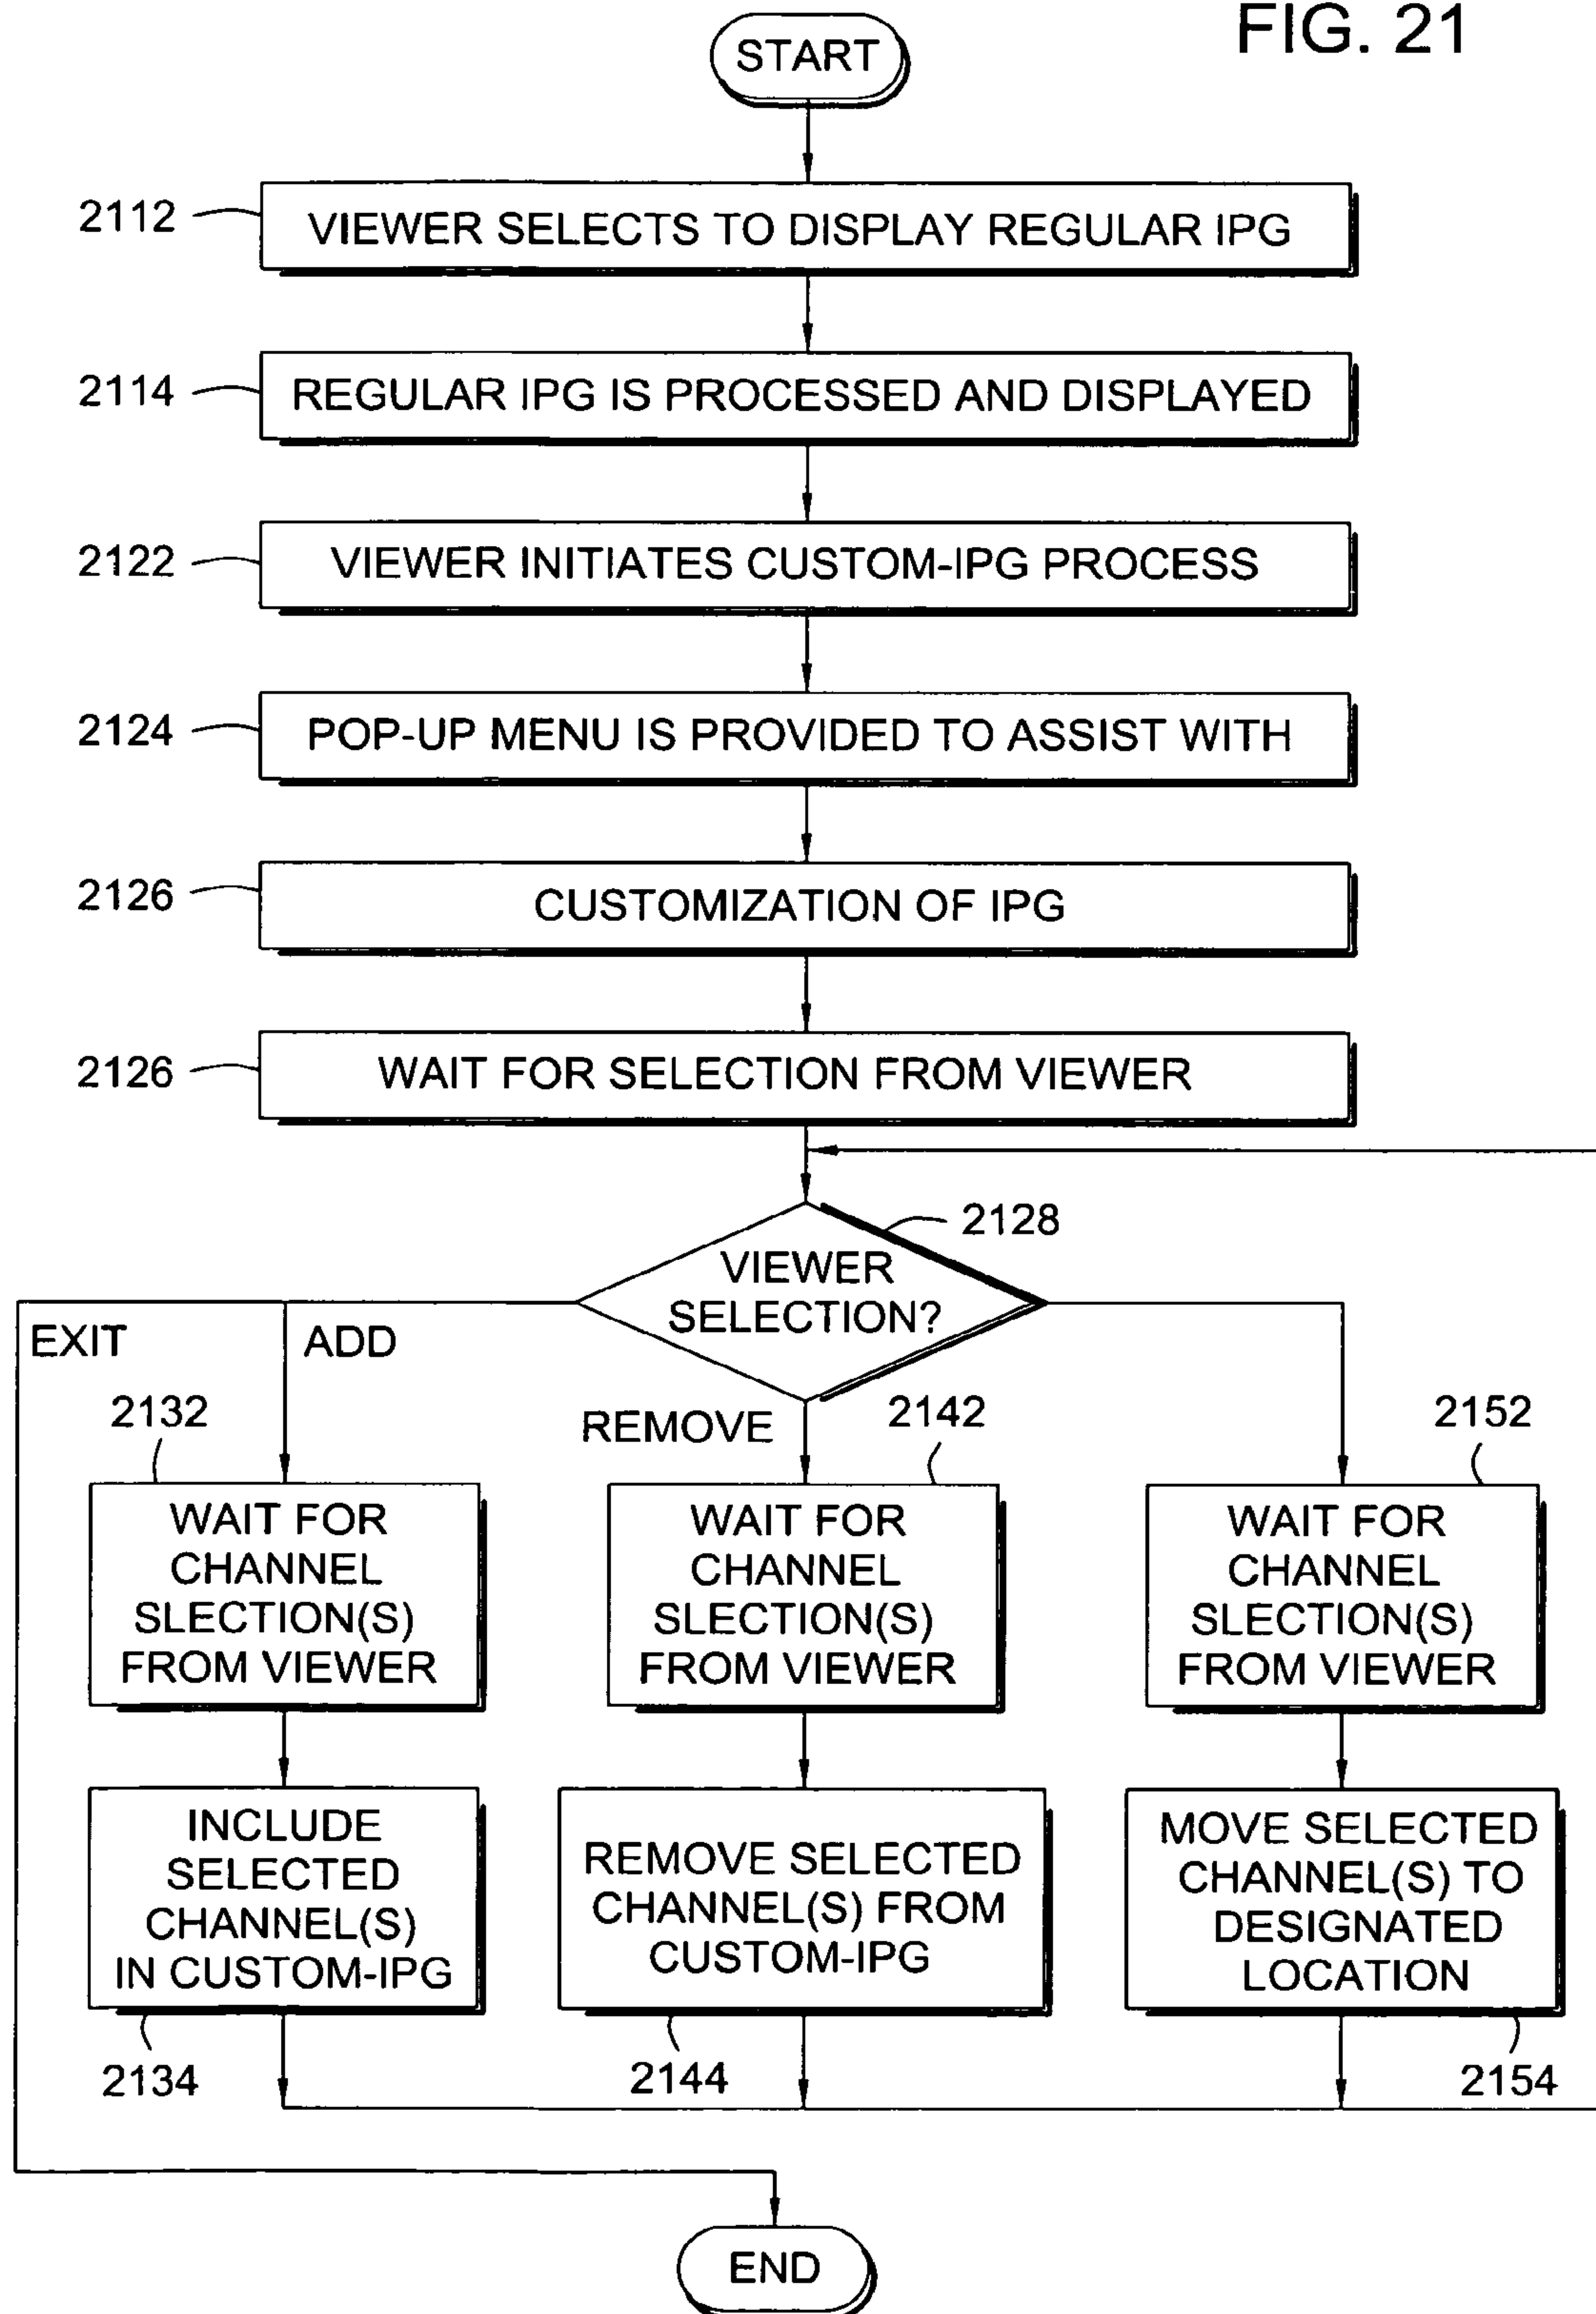 FIG. 21
START
2112
VIEWER SELECTS TO DISPLAY REGULAR IPG
2114
REGULAR IPG IS PROCESSED AND DISPLAYED
2122
VIEWER INITIATES CUSTOM-IPG PROCESS
2124
POP-UP MENU IS PROVIDED TO ASSIST WITH
2126
CUSTOMIZATION OF IPG
2126
WAIT FOR SELECTION FROM VIEWER
2128
VIEWER
SELECTION?
EXIT
ADD
REMOVE
2132
WAIT FOR
CHANNEL
SLECTION(S)
FROM VIEWER
2142
WAIT FOR
CHANNEL
SLECTION(S)
FROM VIEWER
2152
WAIT FOR
CHANNEL
SLECTION(S)
FROM VIEWER
INCLUDE
SELECTED
CHANNEL(S)
IN CUSTOM-IPG
2134
REMOVE SELECTED
CHANNEL(S) FROM
CUSTOM-IPG
2144
MOVE SELECTED
CHANNEL(S) TO
DESIGNATED
LOCATION
2154
END